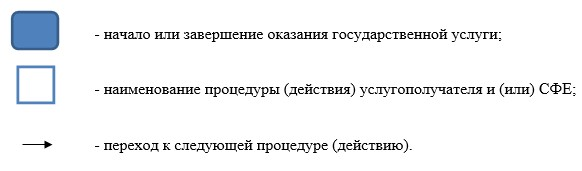 - начало или завершение оказания государственной услуги;
- наименование процедуры (действия) услугополучателя и (или) СФЕ;
- переход к следующей процедуре (действию).